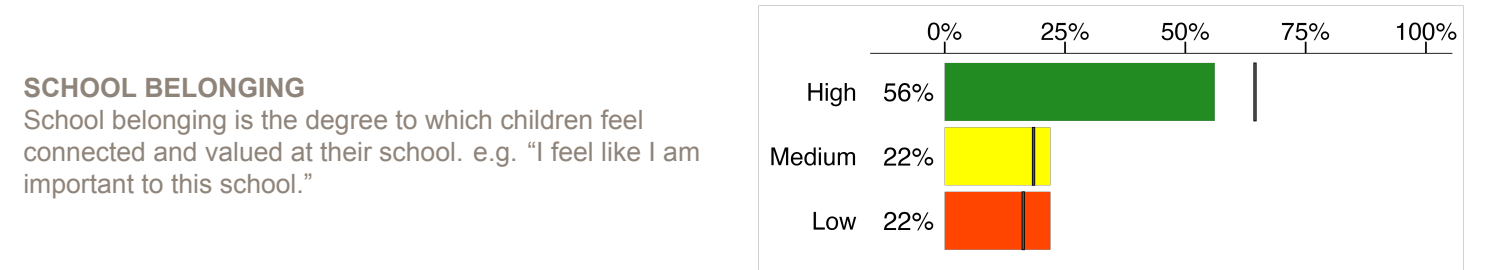 SCHOOL BELONGING
School belonging is the degree to which children feel
connected and valued at their school. e.g. “I feel like I am
important to this school.”
0% 25% 50% 75% 100%
High 56%
Medium 22%
Low 22%